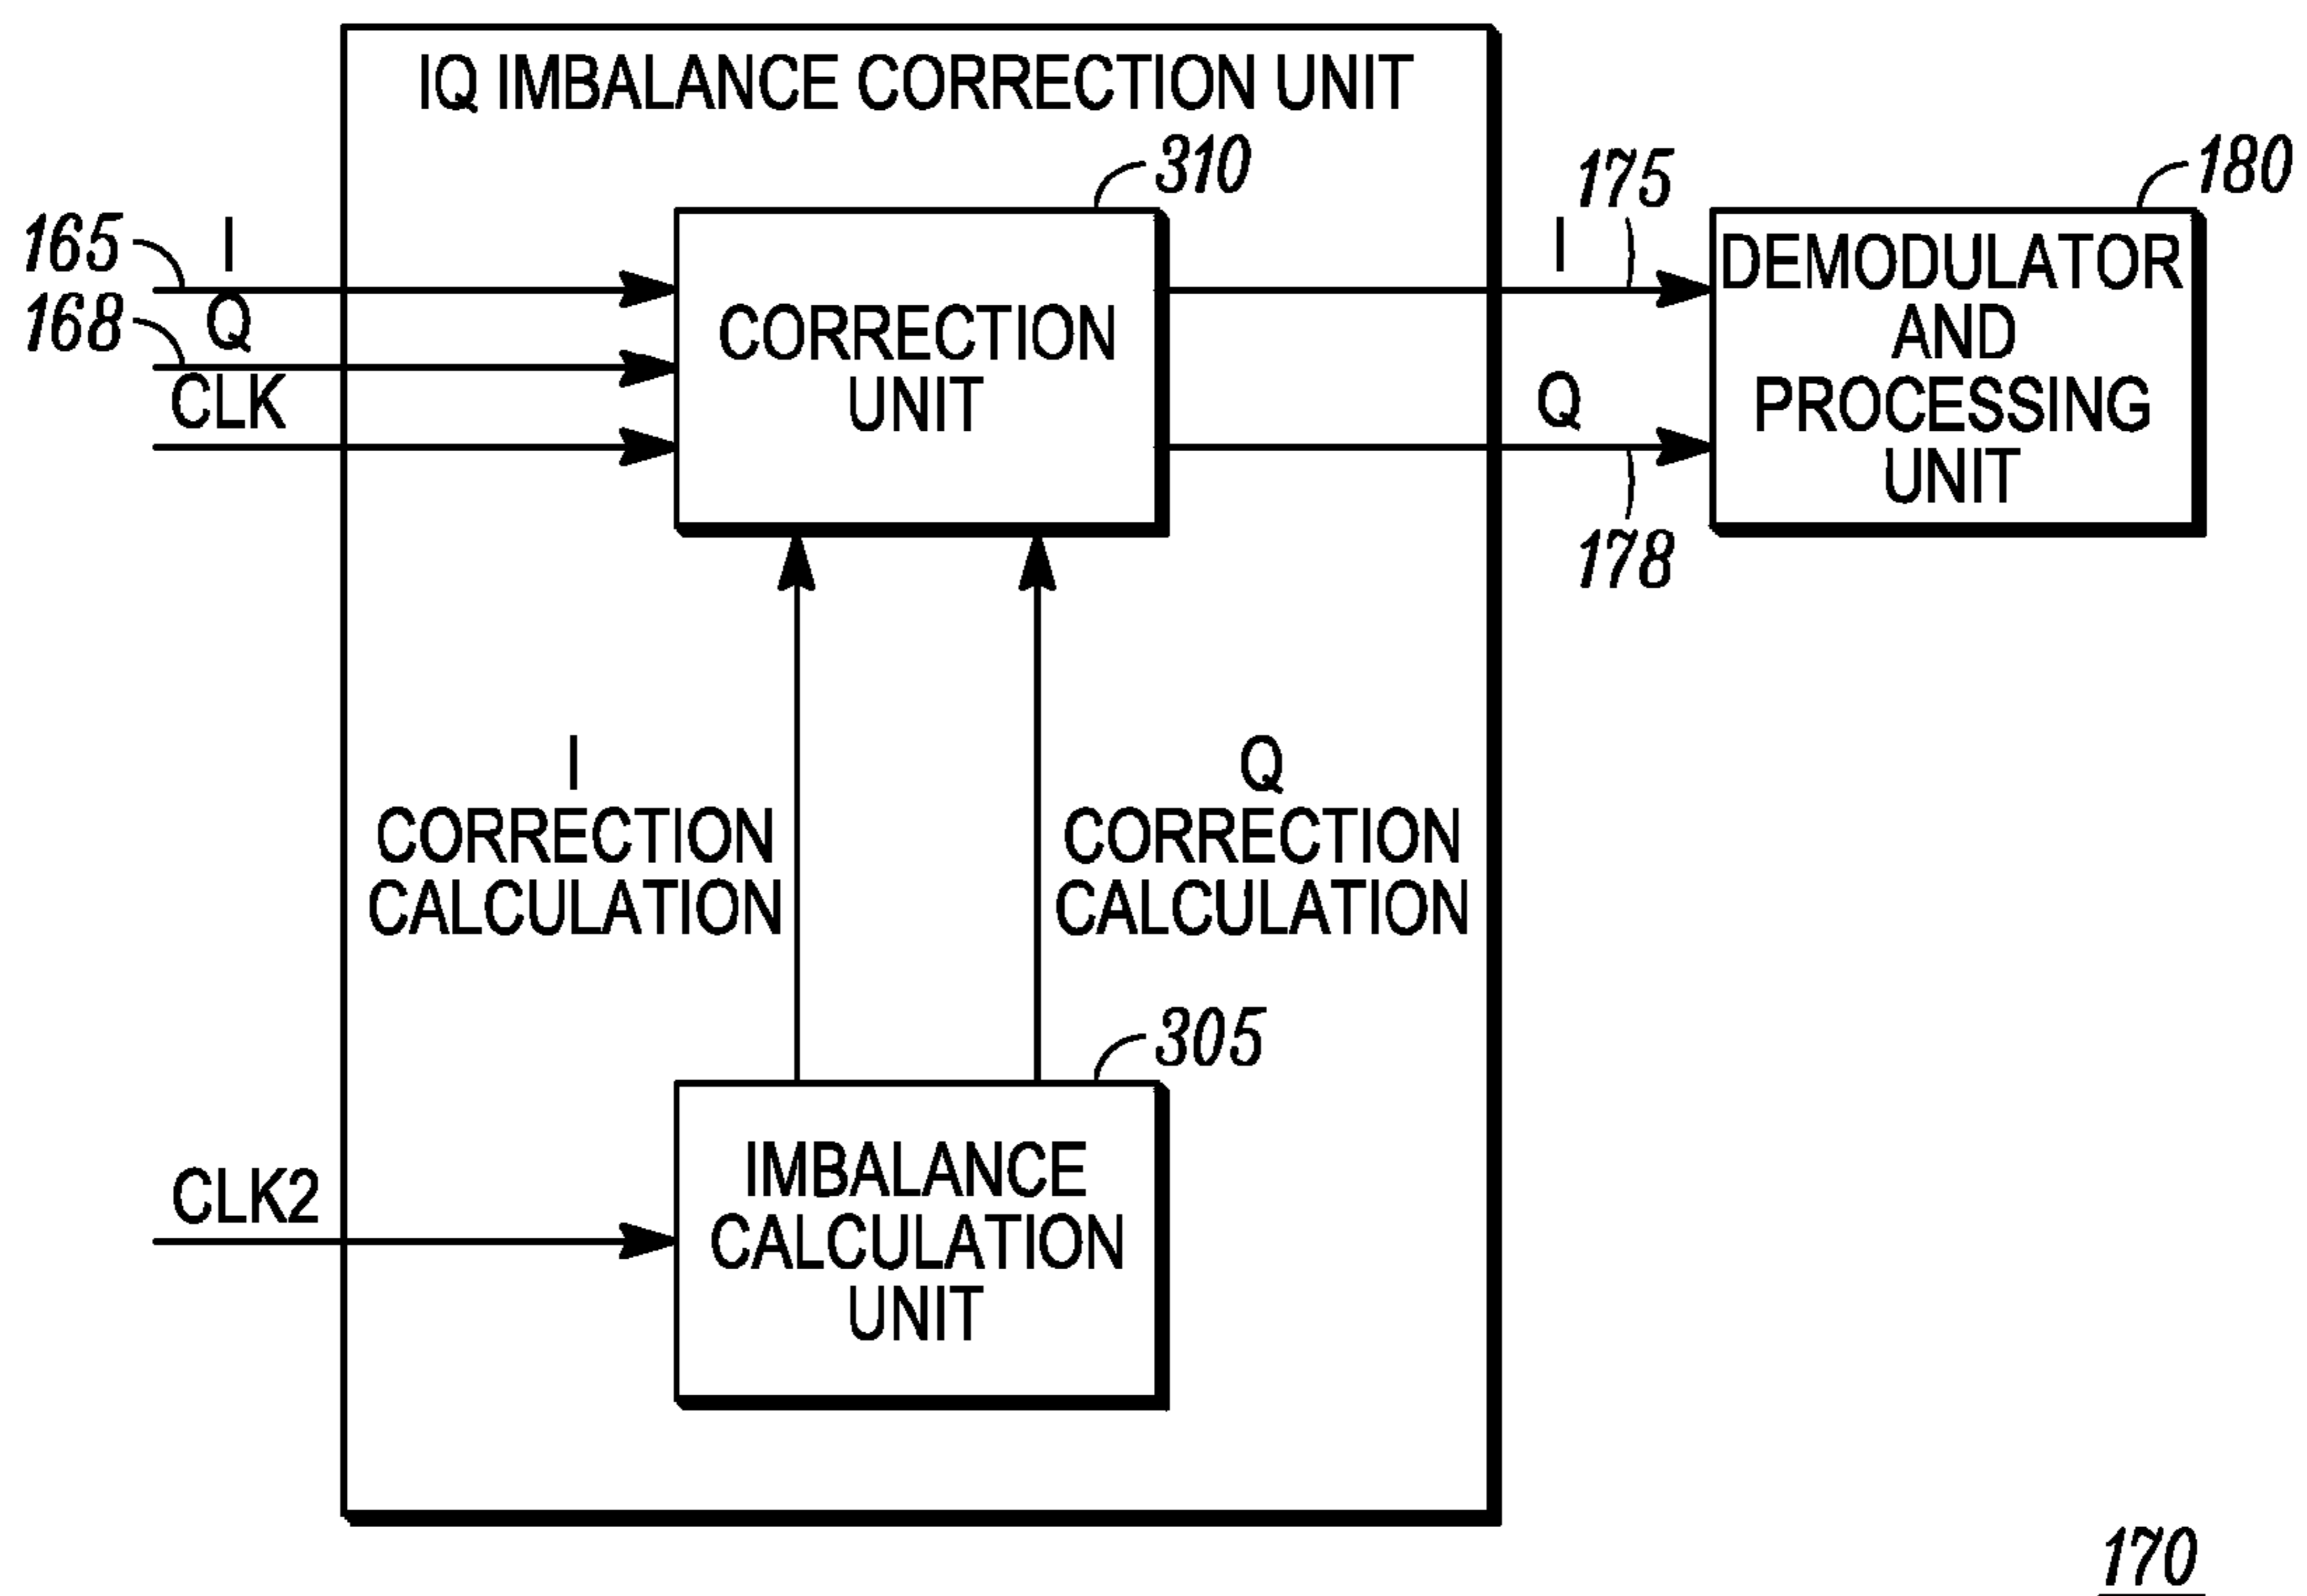 IQ IMBALANCE CORRECTION UNIT
310
175
180
165
I
168
Q
CLK
CORRECTION
UNIT
I
Q
178
DEMODULATOR
AND
PROCESSING
UNIT
I
CORRECTION
CALCULATION
Q
CORRECTION
CALCULATION
305
CLK2
IMBALANCE
CALCULATION
UNIT
170